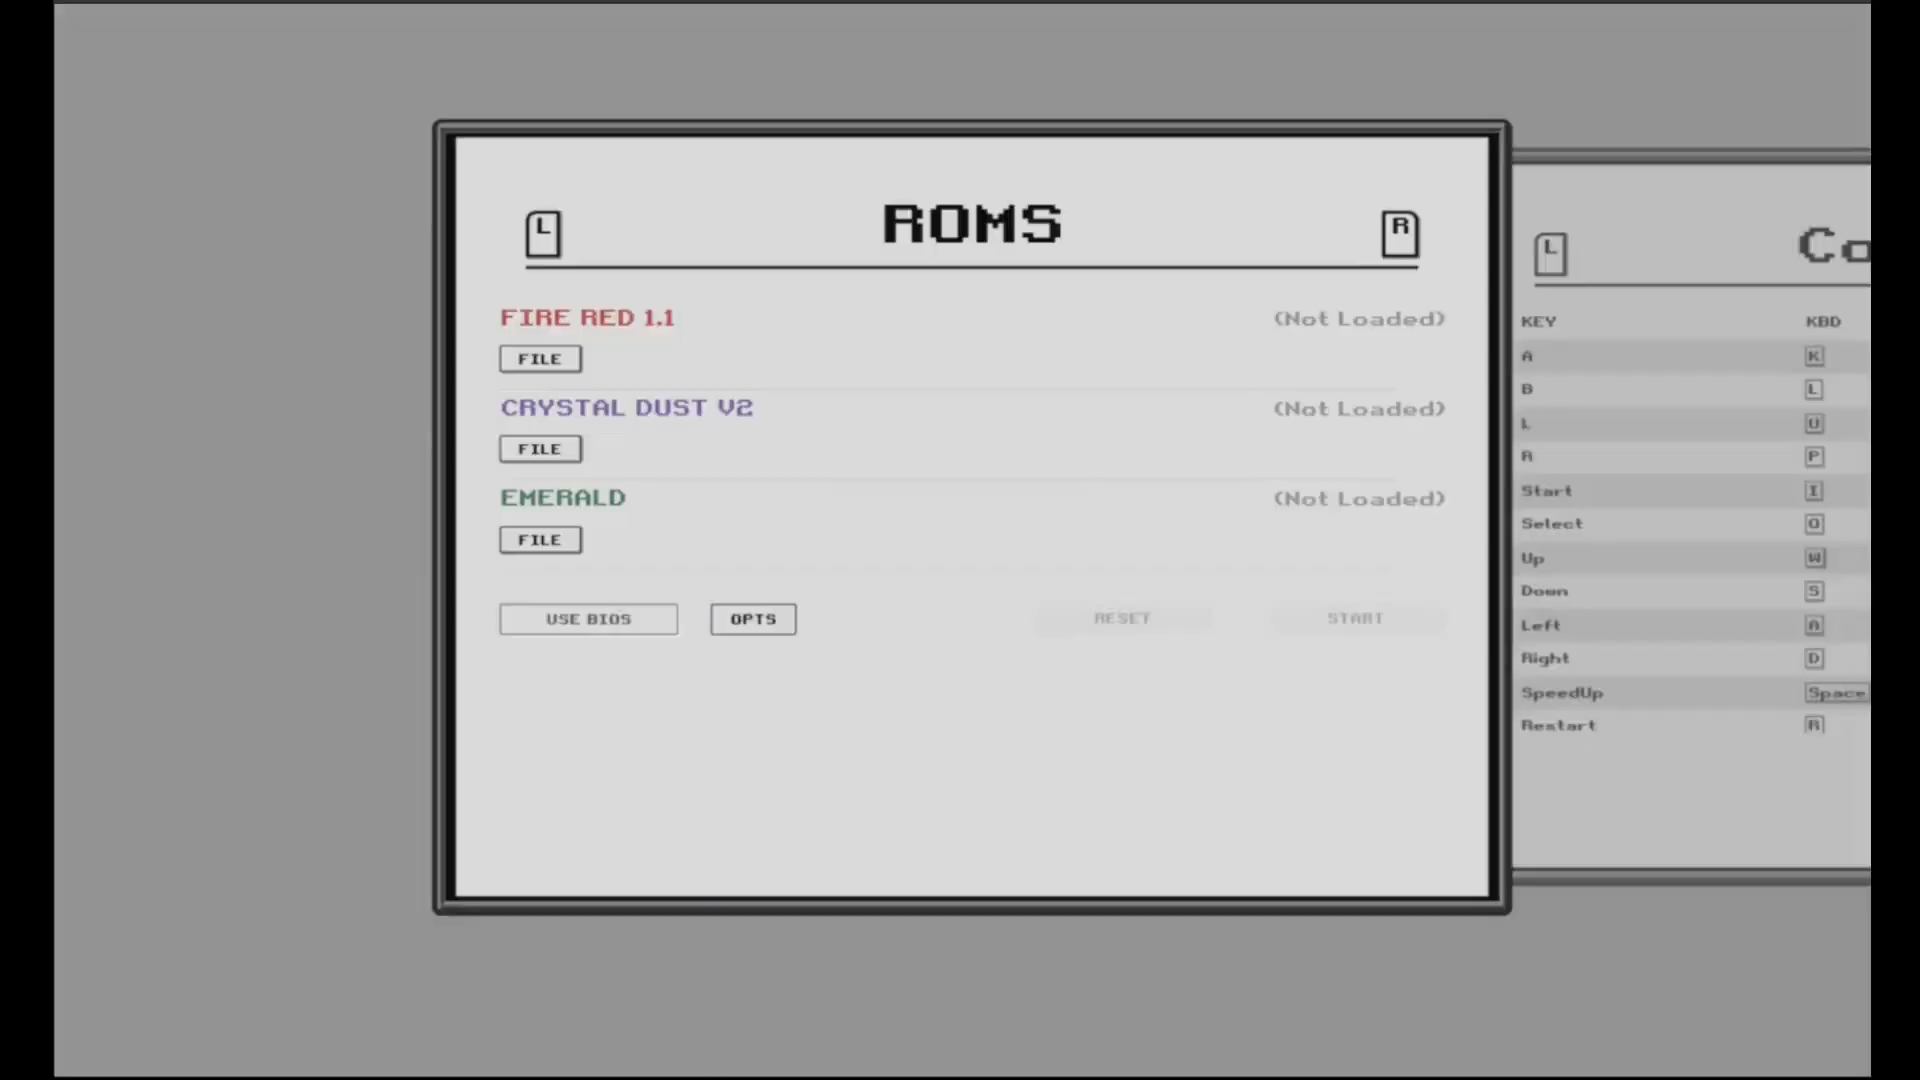 L ROMS R
FIRE RED 1.1 (Not Loaded)
FILE
CRYSTAL DUST V2 (Not Loaded)
FILE
EMERALD (Not Loaded)
FILE
USE BIOS OPTS RESET START
L Co
KEY KBD
A K
B L
L U
R P
Start I
Select O
Up W
Down S
Left A
Right D
SpeedUp Space
Restart R